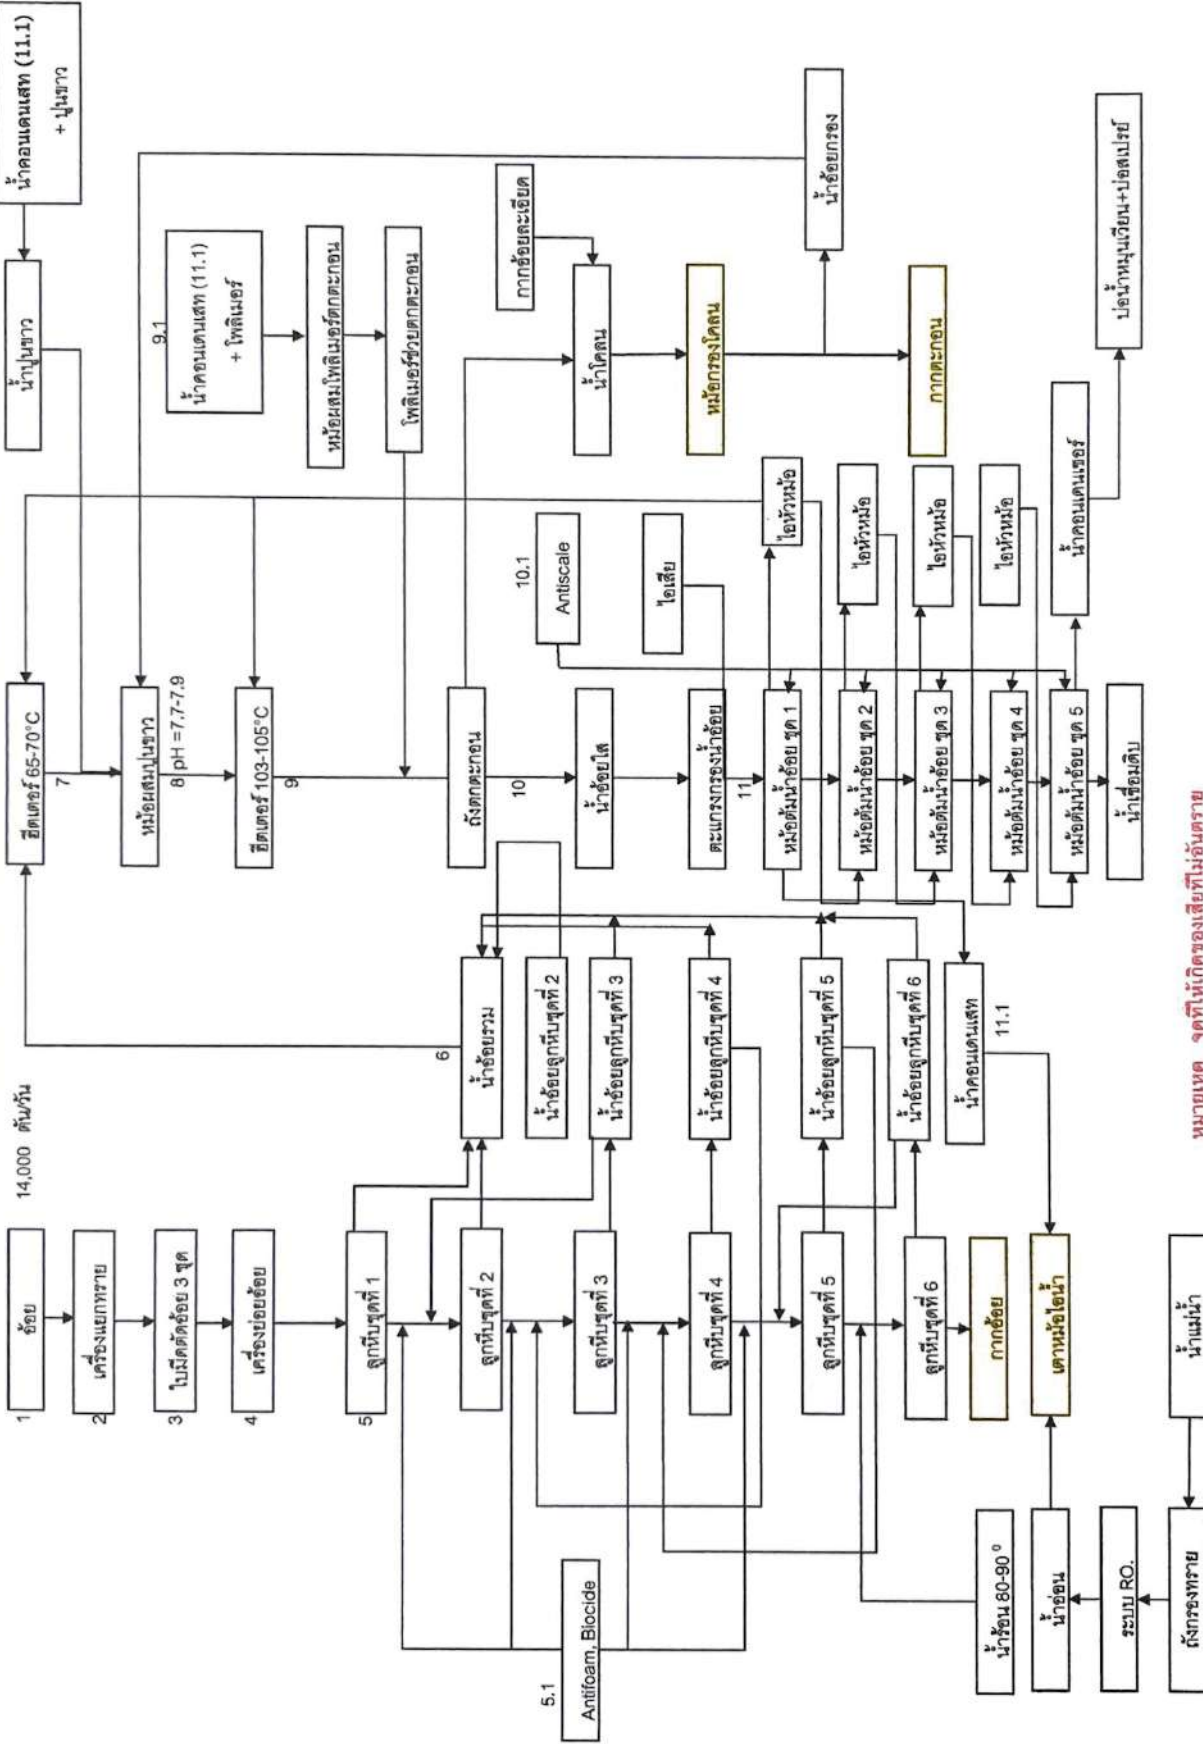 1
อ้อย
14,000 ตัน/วัน
2
เครื่องแยกทราย
3
ใบมีดตัดอ้อย 3 ชุด
4
เครื่องย่อยอ้อย
5
ลูกหีบชุดที่ 1
ลูกหีบชุดที่ 2
ลูกหีบชุดที่ 3
ลูกหีบชุดที่ 4
ลูกหีบชุดที่ 5
ลูกหีบชุดที่ 6
กากอ้อย
เตาหม้อไอน้ำ
น้ำแม่น้ำ
5.1
Antifoam, Biocide
น้ำร้อน 80-90 °
น้ำอ่อน
ระบบ RO.
ถังกรองทราย
6
น้ำอ้อยรวม
น้ำอ้อยลูกหีบชุดที่ 2
น้ำอ้อยลูกหีบชุดที่ 3
น้ำอ้อยลูกหีบชุดที่ 4
น้ำอ้อยลูกหีบชุดที่ 5
น้ำอ้อยลูกหีบชุดที่ 6
น้ำคอนเดนเสท
11.1
ฮีตเตอร์ 65-70°C
7
หม้อผสมปูนขาว
8 pH =7.7-7.9
ฮีตเตอร์ 103-105°C
9
ถังตกตะกอน
10
น้ำอ้อยใส
ตะแกรงกรองน้ำอ้อย
11
หม้อต้มน้ำอ้อย ชุด 1
หม้อต้มน้ำอ้อย ชุด 2
หม้อต้มน้ำอ้อย ชุด 3
หม้อต้มน้ำอ้อย ชุด 4
หม้อต้มน้ำอ้อย ชุด 5
น้ำเชื่อมดิบ
10.1
Antiscale
ไอเสีย
ไอหัวหม้อ
ไอหัวหม้อ
ไอหัวหม้อ
ไอหัวหม้อ
น้ำคอนเดนเซอร์
บ่อน้ำหมุนเวียน+บ่อสเปรย์
น้ำปูนขาว
น้ำคอนเดนเสท (11.1)
+ ปูนขาว
9.1
น้ำคอนเดนเสท (11.1)
+ โพลิเมอร์
หม้อผสมโพลิเมอร์ตกตะกอน
โพลิเมอร์ช่วยตกตะกอน
กากอ้อยละเอียด
น้ำโคลน
หม้อกรองโคลน
กากตะกอน
น้ำอ้อยกรอง
หมายเหตุ จุดที่ให้เกิดของเสียที่ไม่อันตราย